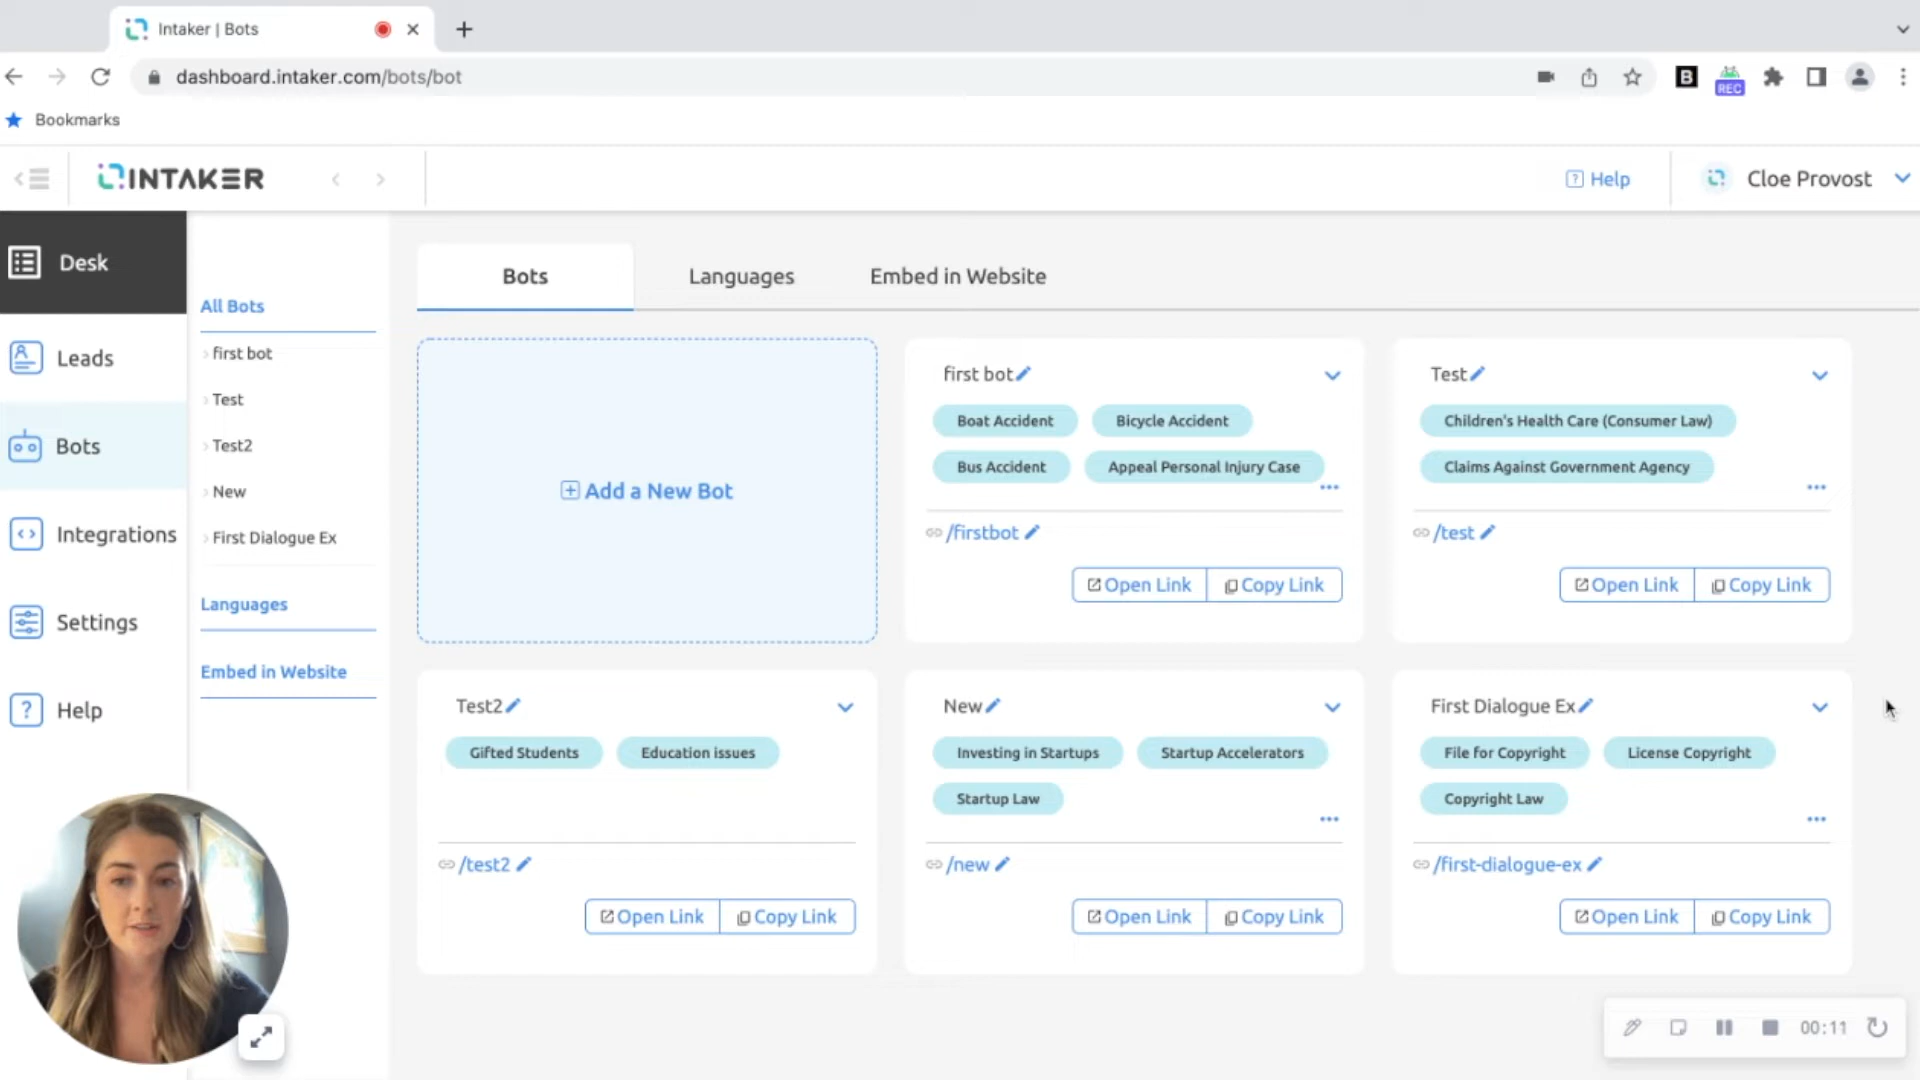 Intaker | Bots
dashboard.intaker.com/bots/bot
B
REC
Bookmarks
INTAKER
Help
Cloe Provost
Desk
Leads
Bots
Integrations
Settings
Help
All Bots
first bot
Test
Test2
New
First Dialogue Ex
Languages
Embed in Website
Bots Languages Embed in Website
Add a New Bot
first bot
Boat Accident Bicycle Accident
Bus Accident Appeal Personal Injury Case
...
/firstbot
Open Link Copy Link
Test
Children's Health Care (Consumer Law)
Claims Against Government Agency
...
/test
Open Link Copy Link
Test2
Gifted Students Education issues
/test2
Open Link Copy Link
New
Investing in Startups Startup Accelerators
Startup Law
...
/new
Open Link Copy Link
First Dialogue Ex
File for Copyright License Copyright
Copyright Law
...
/first-dialogue-ex
Open Link Copy Link
00:11